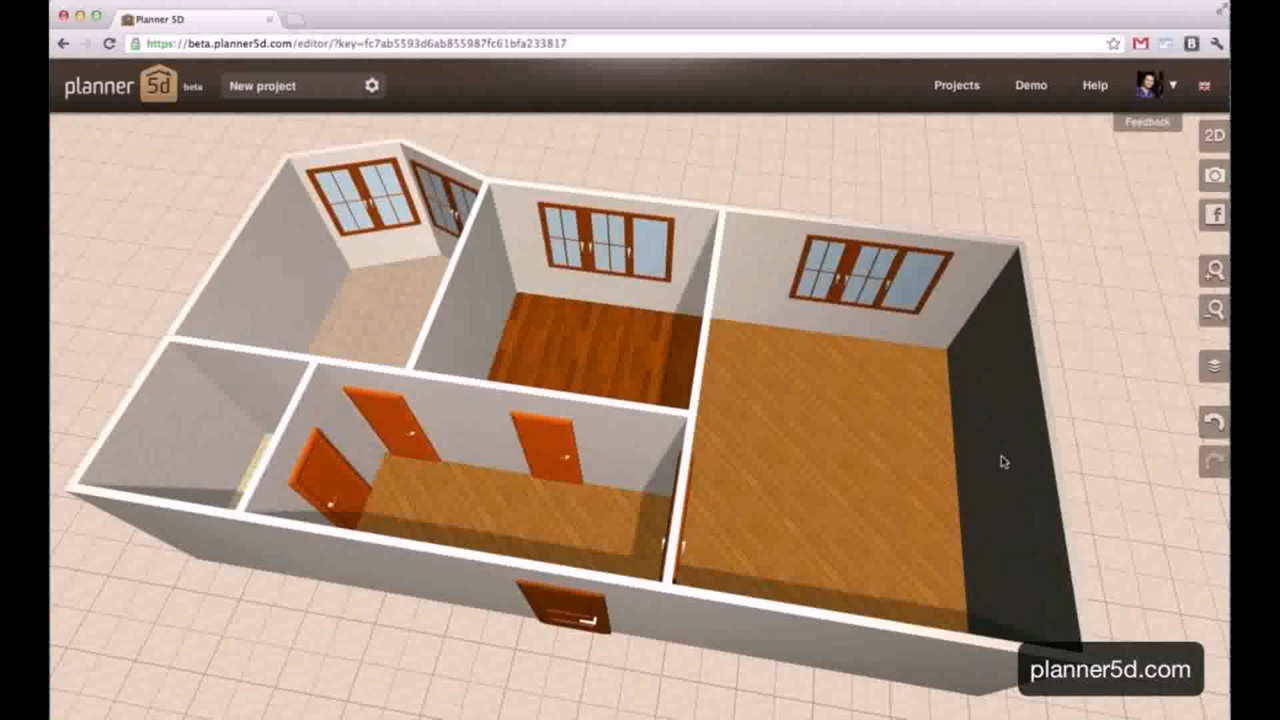 Planner 5D
https://beta.planner5d.com/editor/?key=fc7ab5593d6ab855987fc61bfa233817
planner 5d beta
New project
Projects
Demo
Help
Feedback
2D
planner5d.com